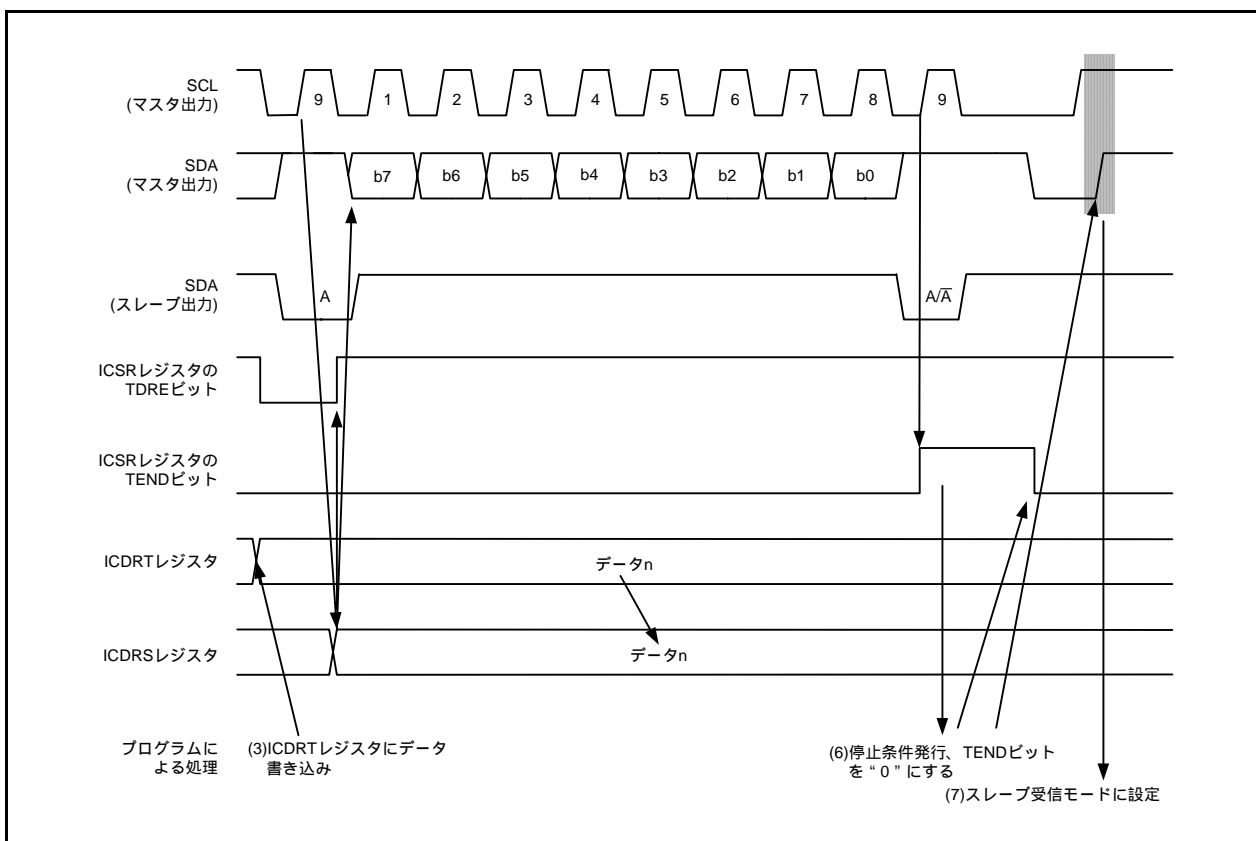 SCL
(マスタ出力)
9
1
2
3
4
5
6
7
8
9
SDA
(マスタ出力)
b7
b6
b5
b4
b3
b2
b1
b0
SDA
(スレーブ出力)
A
A/A̅
ICSRレジスタの
TDREビット
ICSRレジスタの
TENDビット
ICDRTレジスタ
データn
ICDRSレジスタ
データn
プログラムに
よる処理
(3)ICDRTレジスタにデータ
書き込み
(6)停止条件発行、TENDビット
を“0”にする
(7)スレーブ受信モードに設定